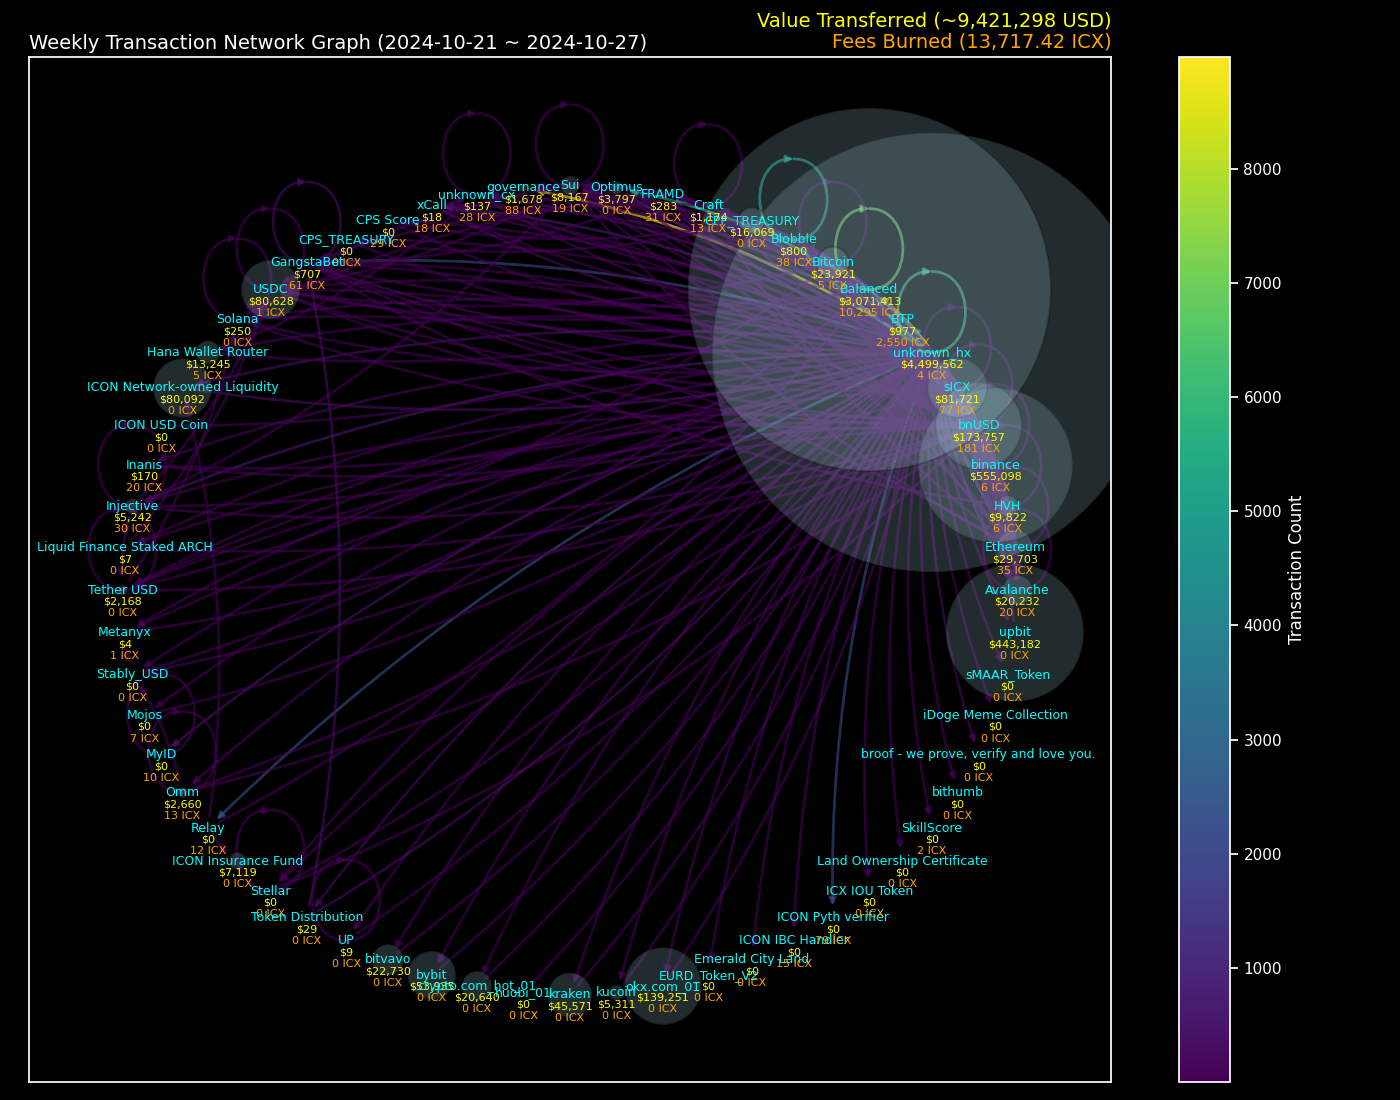 Value Transferred (~9,421,298 USD)
Weekly Transaction Network Graph (2024-10-21 ~ 2024-10-27)
Fees Burned (13,717.42 ICX)
Sui
$8,167
19 ICX
governance
$1,678
88 ICX
Optimus
$3,797
0 ICX
unknown_cx
$137
28 ICX
FRAMD
$283
31 ICX
xCall
$18
18 ICX
Craft
$1,174
13 ICX
CPS Score
$0
29 ICX
TREASURY
$16,069
0 ICX
CPS_TREASURY
$0
ICX
Blobble
$800
38 ICX
GangstaBet
$707
61 ICX
Bitcoin
$23,921
5 ICX
USDC
$80,628
1 ICX
Balanced
$3,071,413
10,295 ICX
Solana
$250
0 ICX
BTP
$977
2,550 ICX
Hana Wallet Router
$13,245
5 ICX
unknown_hx
$4,499,562
4 ICX
ICON Network-owned Liquidity
$80,092
0 ICX
sICX
$81,721
77 ICX
ICON USD Coin
$0
0 ICX
bnUSD
$173,757
181 ICX
Inanis
$170
20 ICX
binance
$555,098
6 ICX
Injective
$5,242
30 ICX
HVH
$9,822
6 ICX
Liquid Finance Staked ARCH
$7
0 ICX
Ethereum
$29,703
35 ICX
Tether USD
$2,168
0 ICX
Avalanche
$20,232
20 ICX
Metanyx
$4
1 ICX
upbit
$443,182
0 ICX
Stably_USD
$0
0 ICX
sMAAR_Token
$0
0 ICX
Mojos
$0
7 ICX
iDoge Meme Collection
$0
0 ICX
MyID
$0
10 ICX
broof - we prove, verify and love you.
$0
0 ICX
Omm
$2,660
13 ICX
bithumb
$0
0 ICX
Relay
$0
12 ICX
SkillScore
$0
2 ICX
ICON Insurance Fund
$7,119
0 ICX
Land Ownership Certificate
$0
0 ICX
Stellar
$0
0 ICX
ICX IOU Token
$0
0 ICX
Token Distribution
$29
0 ICX
ICON Pyth verifier
$0
ICX
UP
$9
0 ICX
ICON IBC Handler
$0
15 ICX
bitvavo
$22,730
0 ICX
Emerald City Land
$0
0 ICX
bybit
$53,935
0 ICX
EURD_Token_V2
$0
0 ICX
.com_hot_01
$20,640
0 ICX
okx.com_01
$139,251
0 ICX
huobi_01
$0
0 ICX
kucoin
$5,311
0 ICX
kraken
$45,571
0 ICX
8000
7000
6000
5000
4000
3000
2000
1000
Transaction Count